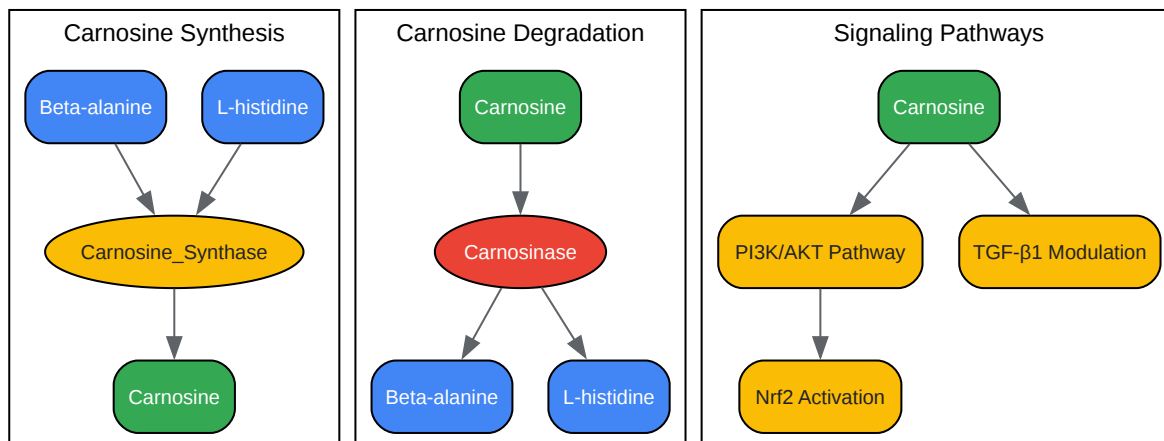 Carnosine Synthesis
Beta-alanine
L-histidine
Carnosine_Synthase
Carnosine
Carnosine Degradation
Carnosine
Carnosinase
Beta-alanine
L-histidine
Signaling Pathways
Carnosine
PI3K/AKT Pathway
TGF-β1 Modulation
Nrf2 Activation